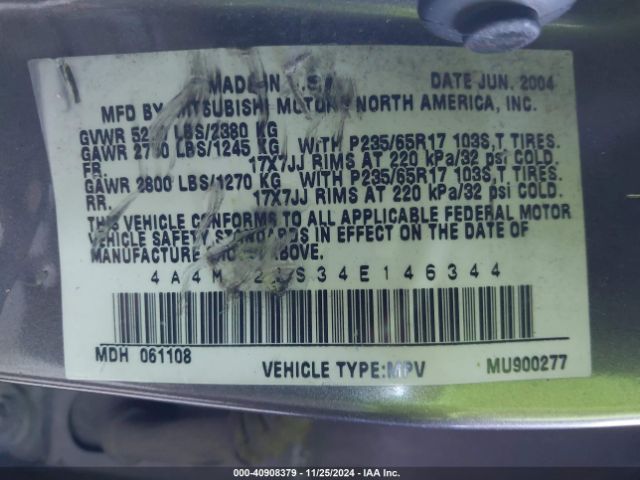 MADE IN DATE JUN. 2004
MFD BY MITSUBISHI MOTORS NORTH AMERICA, INC.
GVWR LBS/2380 KG
GAWR LBS/1245 KG WITH P235/65R17 103S,T TIRES.
FR. 17X7JJ RIMS AT 220 kPa/32 psi COLD.
GAWR 2800 LBS/1270 KG WITH P235/65R17 103S,T TIRES.
RR. 17X7JJ RIMS AT 220 kPa/32 psi COLD.
THIS VEHICLE CONFORMS TO ALL APPLICABLE FEDERAL MOTOR
VEHICLE SAFETY STANDARDS IN EFFECT ON THE DATE OF
MANUFACTURE ABOVE.
MDH 061108 VEHICLE TYPE:MPV MU900277
000-40908379 - 11/25/2024 - IAA Inc.